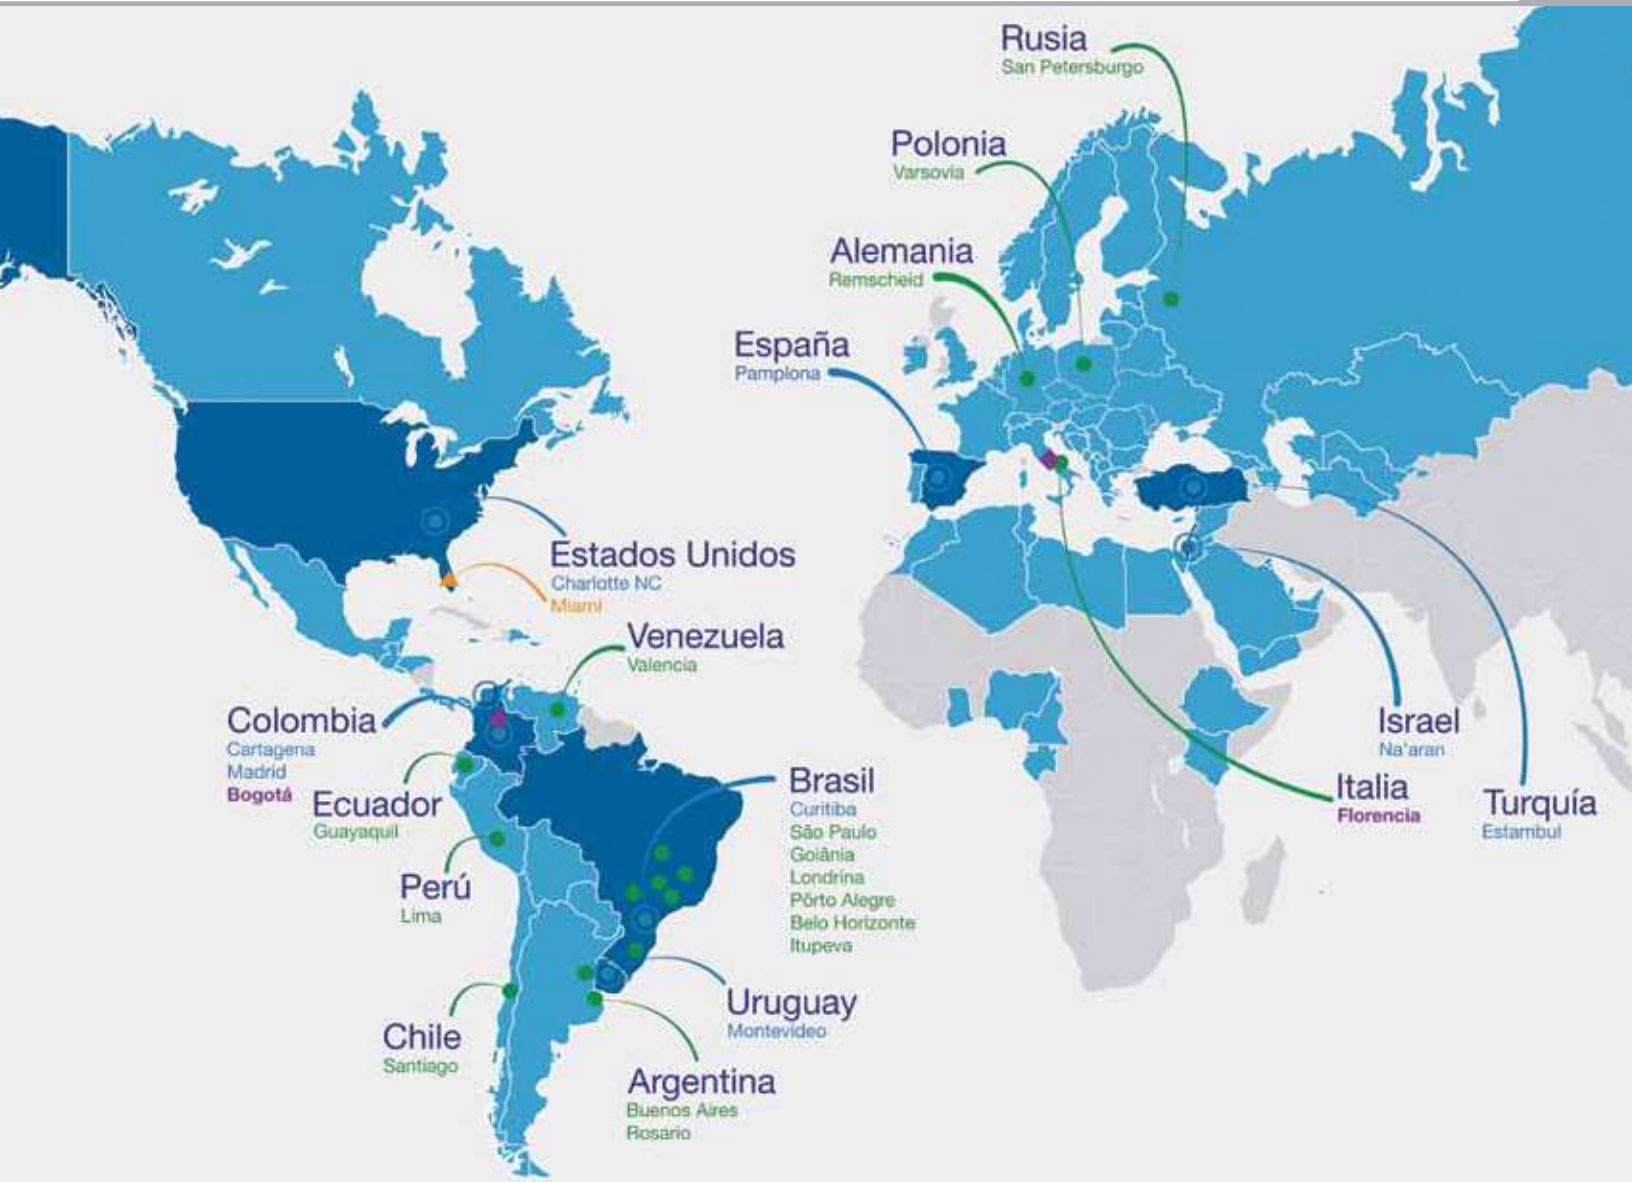 Rusia
San Petersburgo
Polonia
Varsovia
Alemania
Remscheid
España
Pamplona
Estados Unidos
Charlotte NC
Miami
Venezuela
Valencia
Colombia
Cartagena
Madrid
Bogotá
Ecuador
Guayaquil
Perú
Lima
Chile
Santiago
Brasil
Curitiba
São Paulo
Goiânia
Londrina
Pôrto Alegre
Belo Horizonte
Itupeva
Uruguay
Montevideo
Argentina
Buenos Aires
Rosario
Israel
Na'aran
Italia
Florencia
Turquía
Estambul